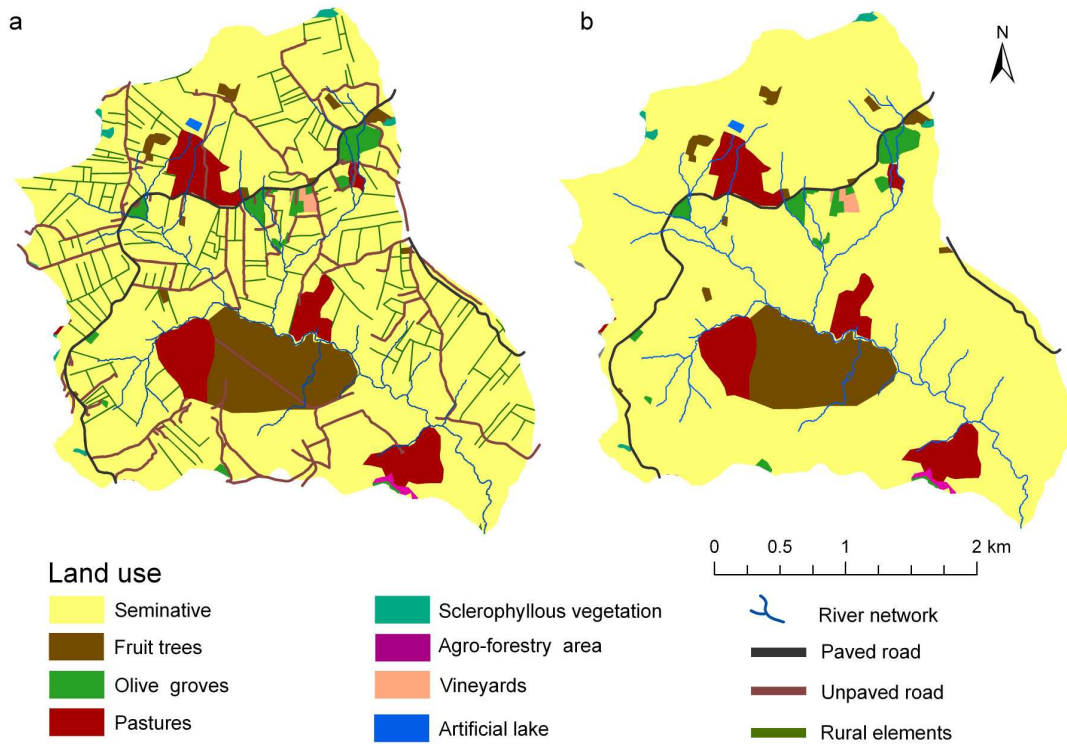 a
b
N
0 0.5 1 2 km
Land use
Seminative
Fruit trees
Olive groves
Pastures
Sclerophyllous vegetation
Agro-forestry area
Vineyards
Artificial lake
River network
Paved road
Unpaved road
Rural elements